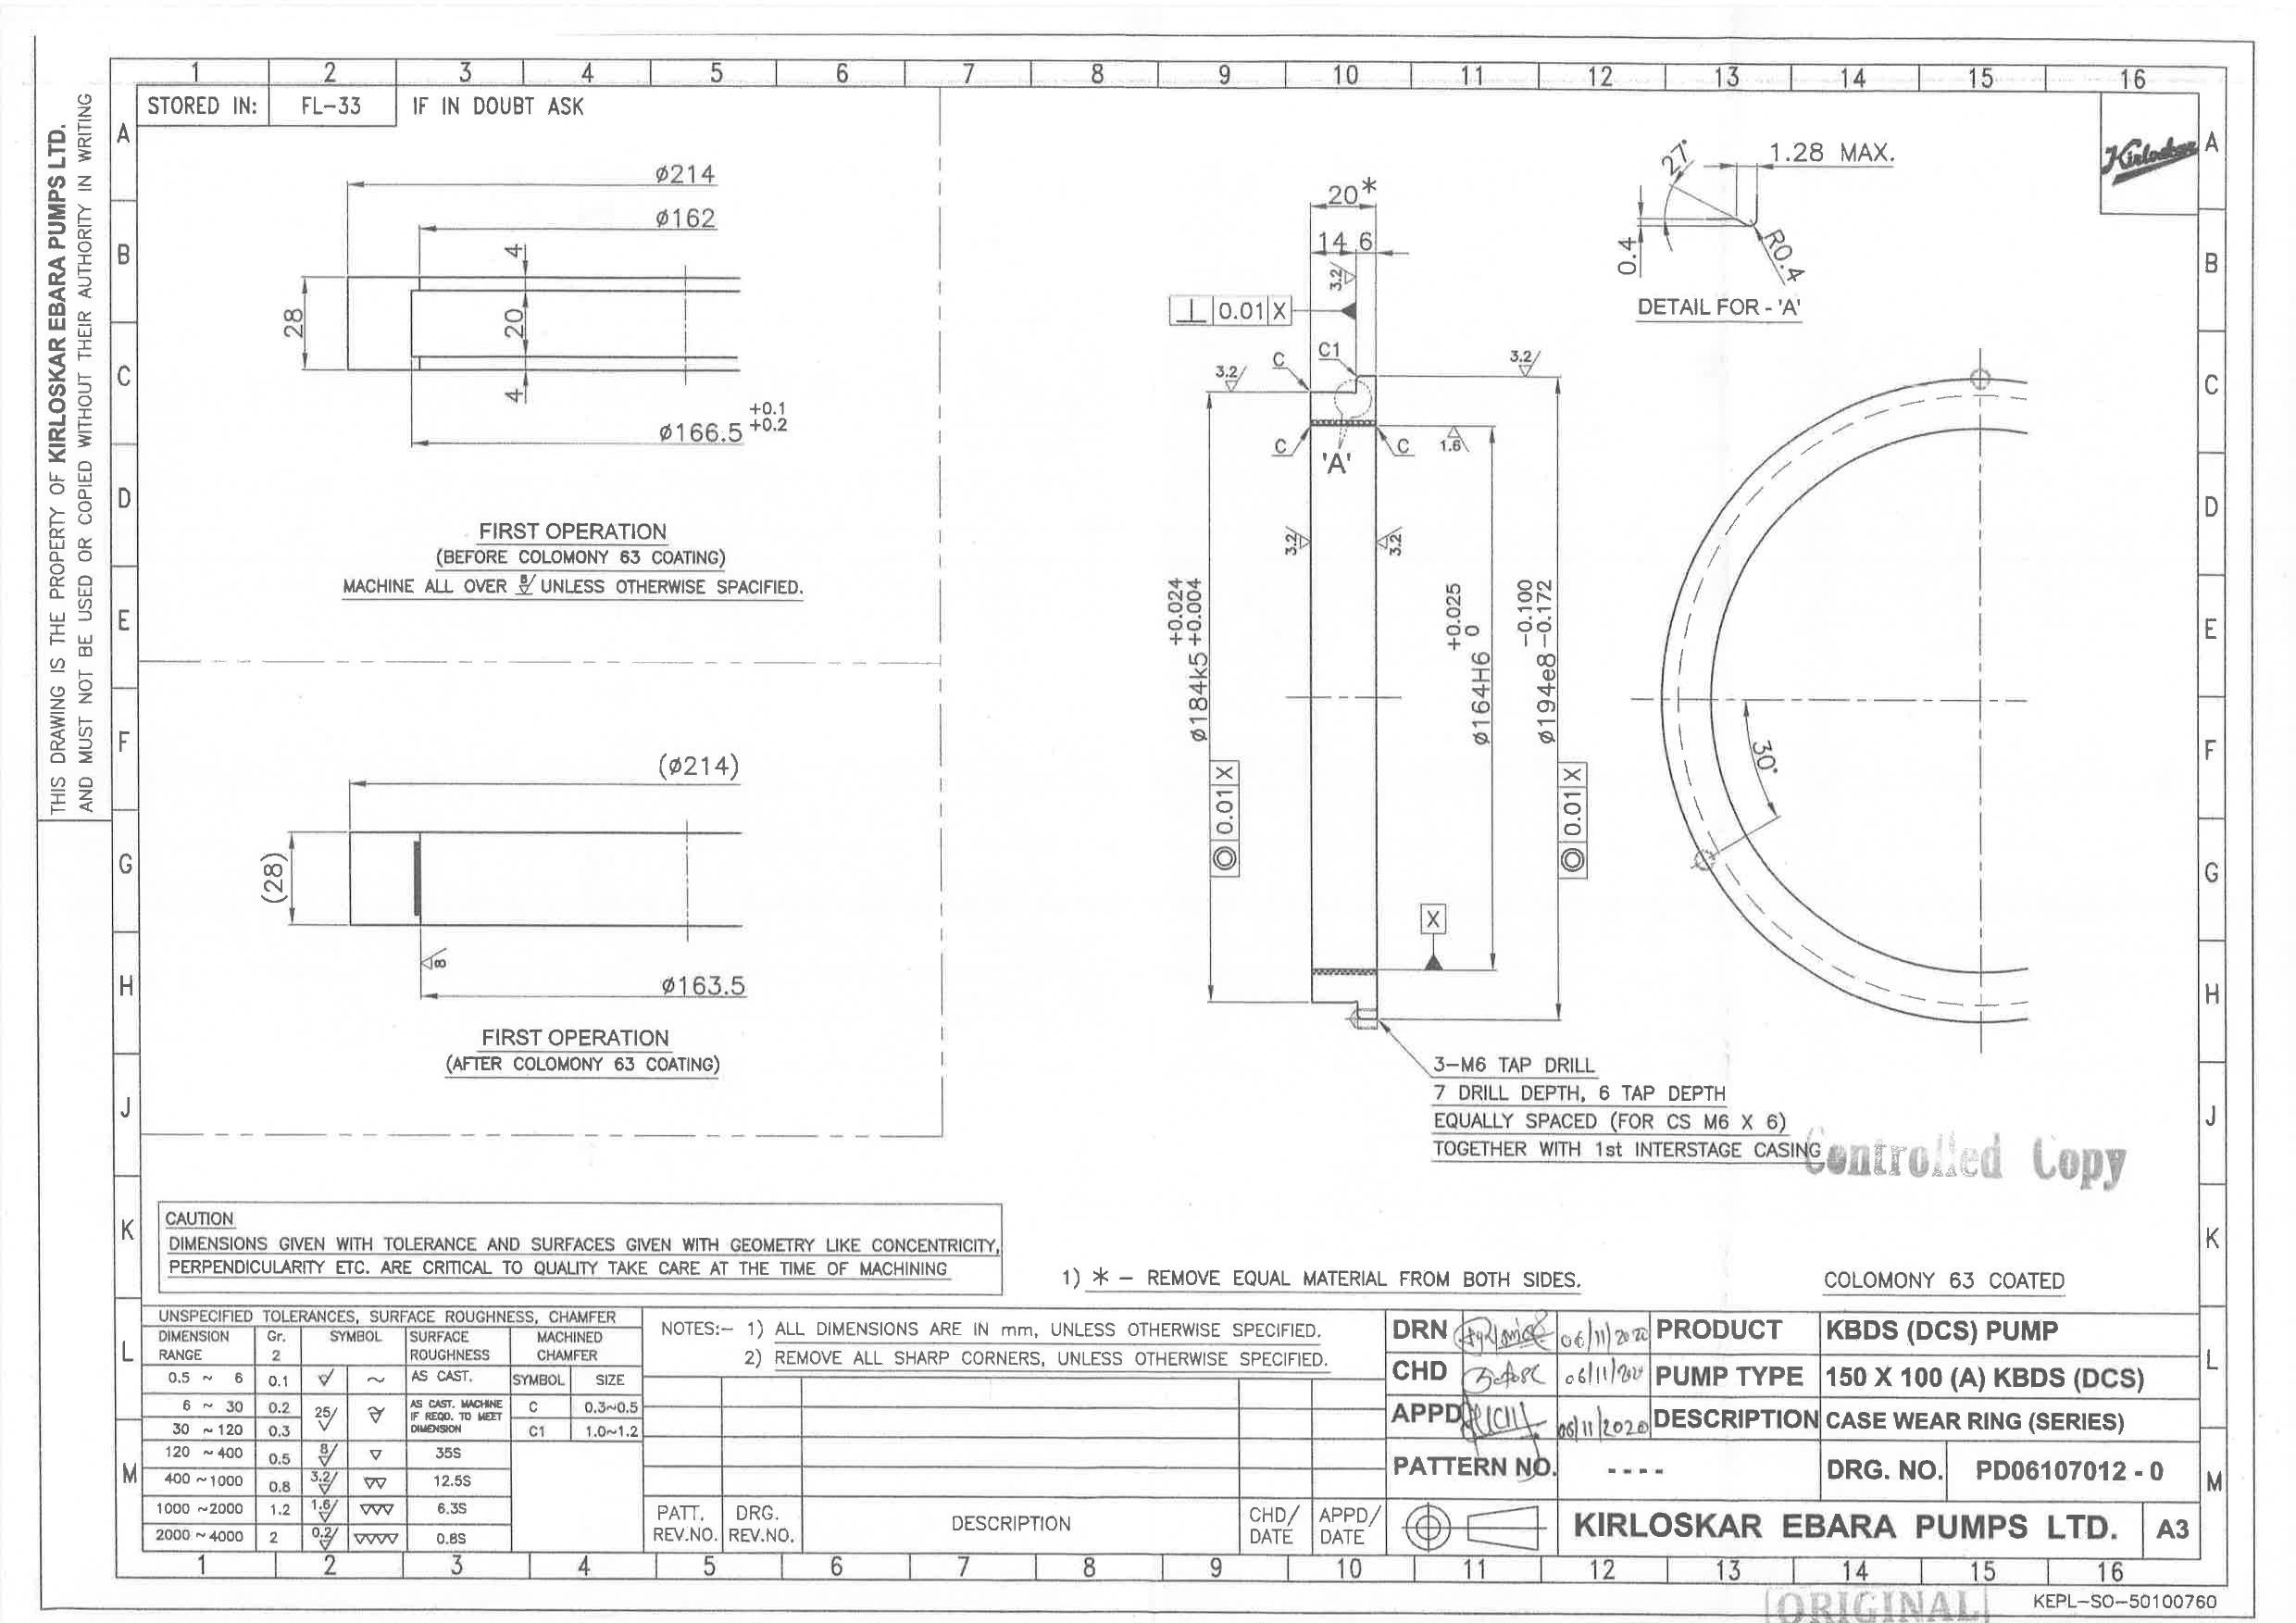 1 2 3 4 5 6 7 8 9 10 11 12 13 14 15 16
STORED IN: FL-33 IF IN DOUBT ASK
THIS DRAWING IS THE PROPERTY OF KIRLOSKAR EBARA PUMPS LTD.
AND MUST NOT BE USED OR COPIED WITHOUT THEIR AUTHORITY IN WRITING
A
B
C
D
E
F
G
H
J
K
L
M
Kirloskar
A
B
C
D
E
F
G
H
J
K
L
M
ø214
ø162
4
28
20
4
ø166.5 +0.1 +0.2
FIRST OPERATION
(BEFORE COLOMONY 63 COATING)
MACHINE ALL OVER 8/ UNLESS OTHERWISE SPACIFIED.
(ø214)
(28)
8
ø163.5
FIRST OPERATION
(AFTER COLOMONY 63 COATING)
20*
14 6
3.2
⊥ 0.01 X
C C1
3.2 3.2
C 'A' C 1.6
3.2 3.2
ø184k5 +0.024 +0.004
ø164H6 +0.025 0
ø194e8 -0.100 -0.172
◎ 0.01 X
◎ 0.01 X
X
27°
1.28 MAX.
0.4
R0.4
DETAIL FOR - 'A'
30°
3-M6 TAP DRILL
7 DRILL DEPTH, 6 TAP DEPTH
EQUALLY SPACED (FOR CS M6 X 6)
TOGETHER WITH 1st INTERSTAGE CASING
Controlled Copy
CAUTION
DIMENSIONS GIVEN WITH TOLERANCE AND SURFACES GIVEN WITH GEOMETRY LIKE CONCENTRICITY,
PERPENDICULARITY ETC. ARE CRITICAL TO QUALITY TAKE CARE AT THE TIME OF MACHINING
1) * - REMOVE EQUAL MATERIAL FROM BOTH SIDES.
COLOMONY 63 COATED
UNSPECIFIED TOLERANCES, SURFACE ROUGHNESS, CHAMFER
DIMENSION RANGE Gr. 2 SYMBOL SURFACE ROUGHNESS MACHINED CHAMFER
0.5 ~ 6 0.1 ~ AS CAST. SYMBOL SIZE
6 ~ 30 0.2 25/ AS CAST. MACHINE IF REQD. TO MEET DIMENSION C 0.3~0.5
30 ~ 120 0.3 C1 1.0~1.2
120 ~ 400 0.5 8/ ▽ 35S
400 ~ 1000 0.8 3.2/ ▽▽ 12.5S
1000 ~ 2000 1.2 1.6/ ▽▽▽ 6.3S
2000 ~ 4000 2 0.2/ ▽▽▽▽ 0.8S
NOTES:- 1) ALL DIMENSIONS ARE IN mm, UNLESS OTHERWISE SPECIFIED.
2) REMOVE ALL SHARP CORNERS, UNLESS OTHERWISE SPECIFIED.
PATT. REV.NO. DRG. REV.NO. DESCRIPTION CHD/ DATE APPD/ DATE
DRN 06/11/2020 PRODUCT KBDS (DCS) PUMP
CHD PUMP TYPE 150 X 100 (A) KBDS (DCS)
APPD 06/11/2020 DESCRIPTION CASE WEAR RING (SERIES)
PATTERN NO. ---- DRG. NO. PD06107012 - 0
KIRLOSKAR EBARA PUMPS LTD. A3
1 2 3 4 5 6 7 8 9 10 11 12 13 14 15 16
ORIGINAL
KEPL-SO-50100760